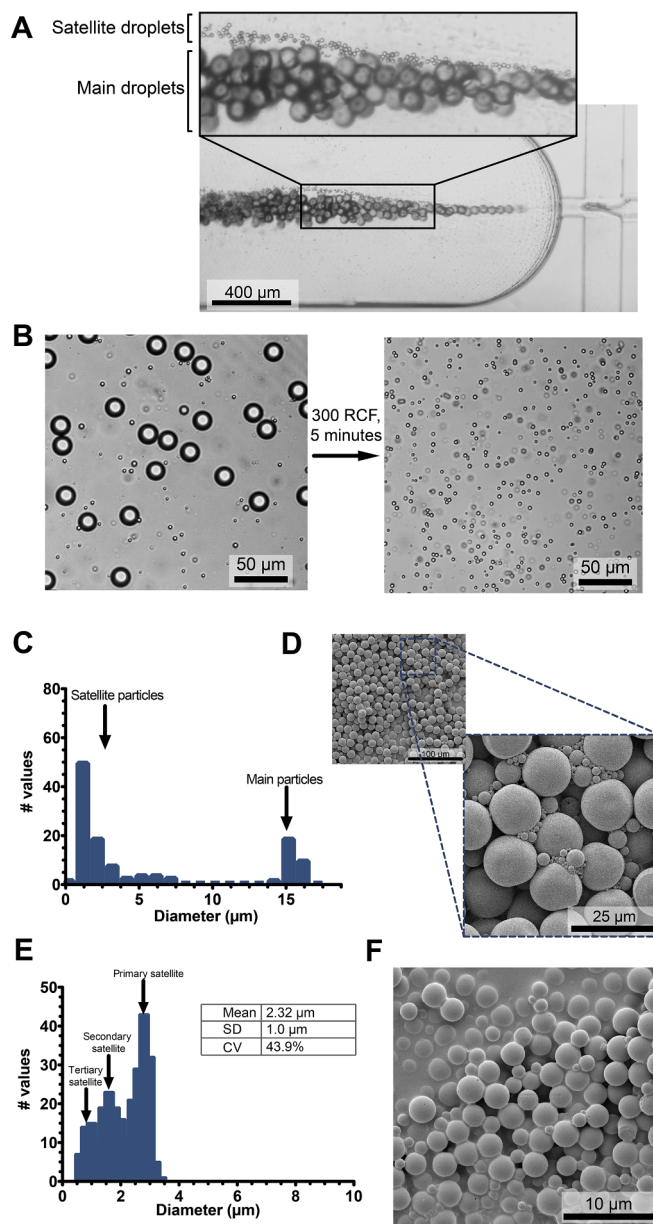 A
Satellite droplets
Main droplets
400 µm
B
300 RCF,
5 minutes
50 µm
50 µm
C
80
60
40
20
0
# values
Satellite particles
Main particles
0
5
10
15
Diameter (µm)
D
100 µm
25 µm
E
50
40
30
20
10
0
# values
Primary satellite
Secondary
satellite
Tertiary
satellite
Mean 2.32 µm
SD 1.0 µm
CV 43.9%
0
2
4
6
8
10
Diameter (µm)
F
10 µm